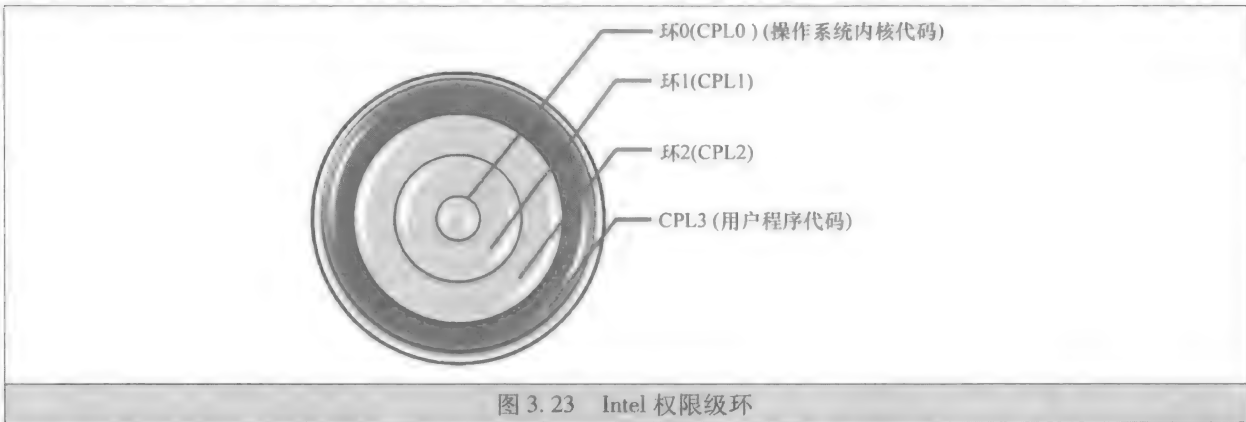 环0(CPL0 ) (操作系统内核代码)
环1(CPL1)
环2(CPL2)
CPL3 (用户程序代码)
图 3. 23 Intel 权限级环